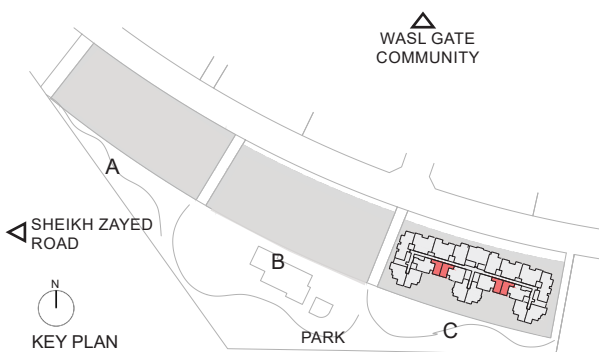 WASL GATE
COMMUNITY
A
SHEIKH ZAYED
ROAD
B
N
KEY PLAN
PARK
C